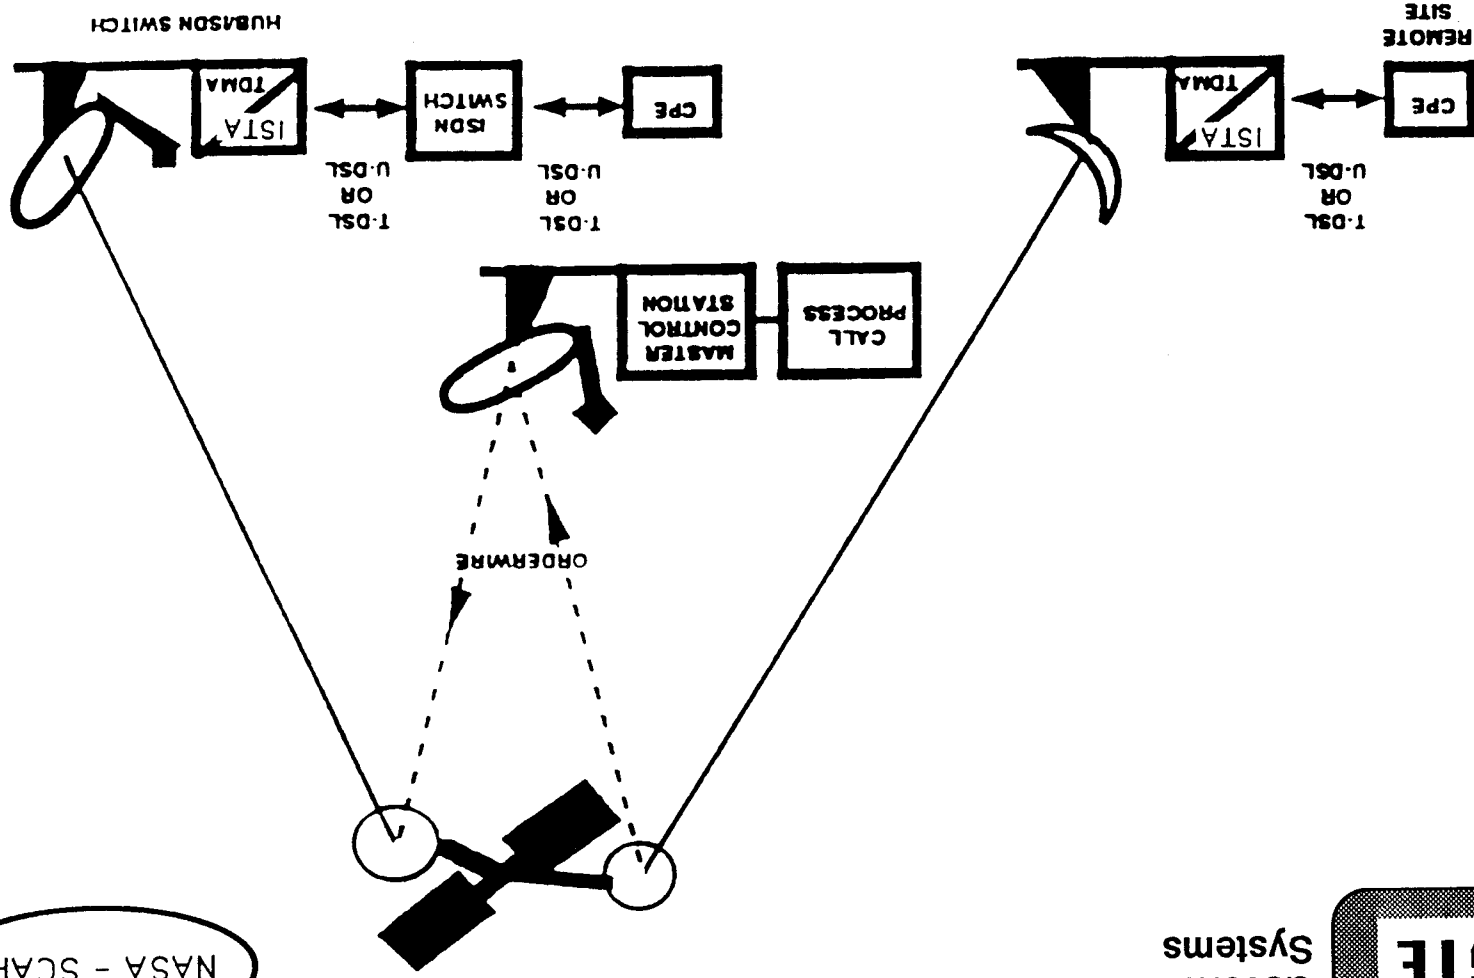 Systems
NASA - SCAR
ORDERWIRE
CALL
PROCESS
MASTER
CONTROL
STATION
T-DSL
OR
U-DSL
CPE
ISTA
TDMA
REMOTE
SITE
T-DSL
OR
U-DSL
T-DSL
OR
U-DSL
CPE
ISDN
SWITCH
ISTA
TDMA
HUB/ISDN SWITCH